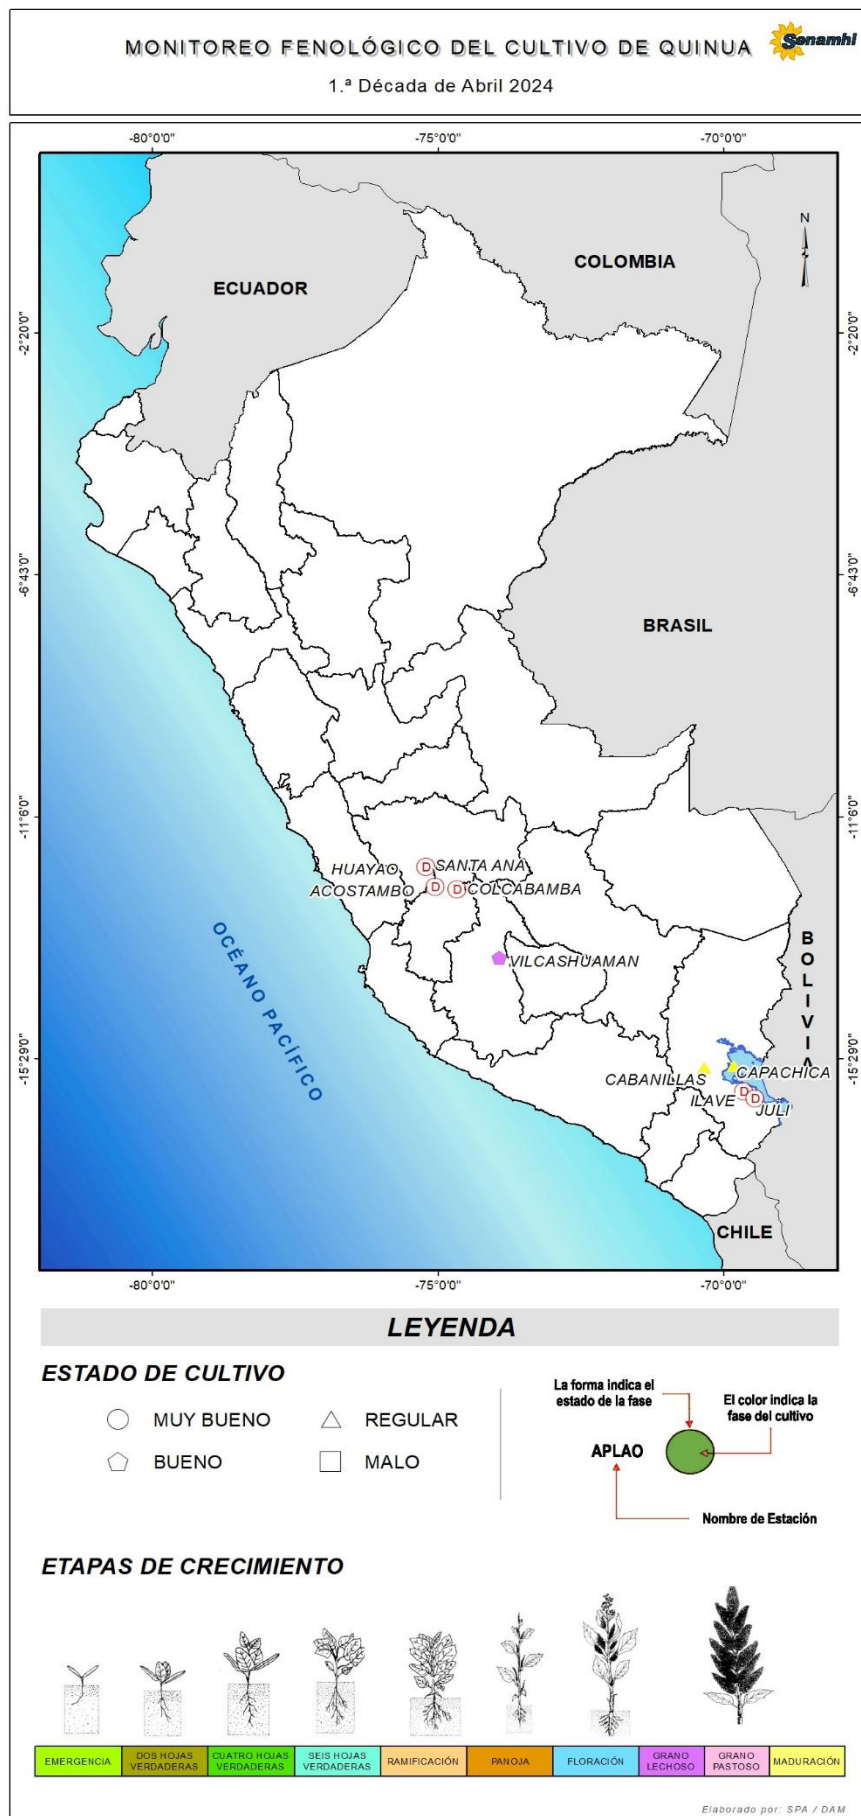 MONITOREO FENOLÓGICO DEL CULTIVO DE QUINUA
Senamhi
1.ª Década de Abril 2024
-80°0'0" -75°0'0" -70°0'0"
N
COLOMBIA
ECUADOR
-2°20'0" -2°20'0"
-6°43'0" -6°43'0"
BRASIL
-11°6'0" -11°6'0"
HUAYAO D SANTA ANA
ACOSTAMBO D D COLCABAMBA
VILCASHUAMAN
BOLIVIA
OCÉANO PACÍFICO
-15°29'0" -15°29'0"
CABANILLAS CAPACHICA
ILAVE D D JULI
CHILE
-80°0'0" -75°0'0" -70°0'0"
LEYENDA
ESTADO DE CULTIVO
MUY BUENO REGULAR
BUENO MALO
La forma indica el
estado de la fase
El color indica la
fase del cultivo
APLAO
Nombre de Estación
ETAPAS DE CRECIMIENTO
EMERGENCIA
DOS HOJAS
VERDADERAS
CUATRO HOJAS
VERDADERAS
SEIS HOJAS
VERDADERAS
RAMIFICACIÓN
PANOJA
FLORACIÓN
GRANO
LECHOSO
GRANO
PASTOSO
MADURACIÓN
Elaborado por: SPA / DAM